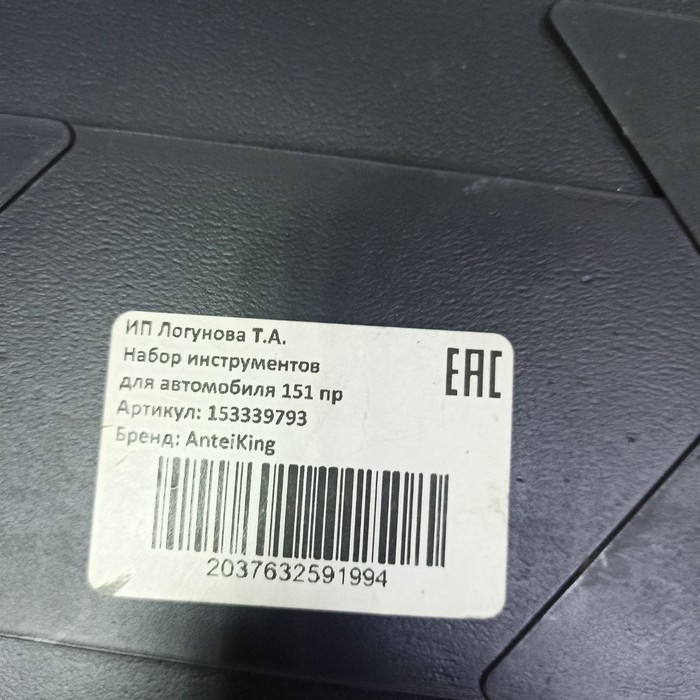 ИП Логунова Т.А.
Набор инструментов
для автомобиля 151 пр
Артикул: 153339793
Бренд: AnteiKing
EAC
2037632591994